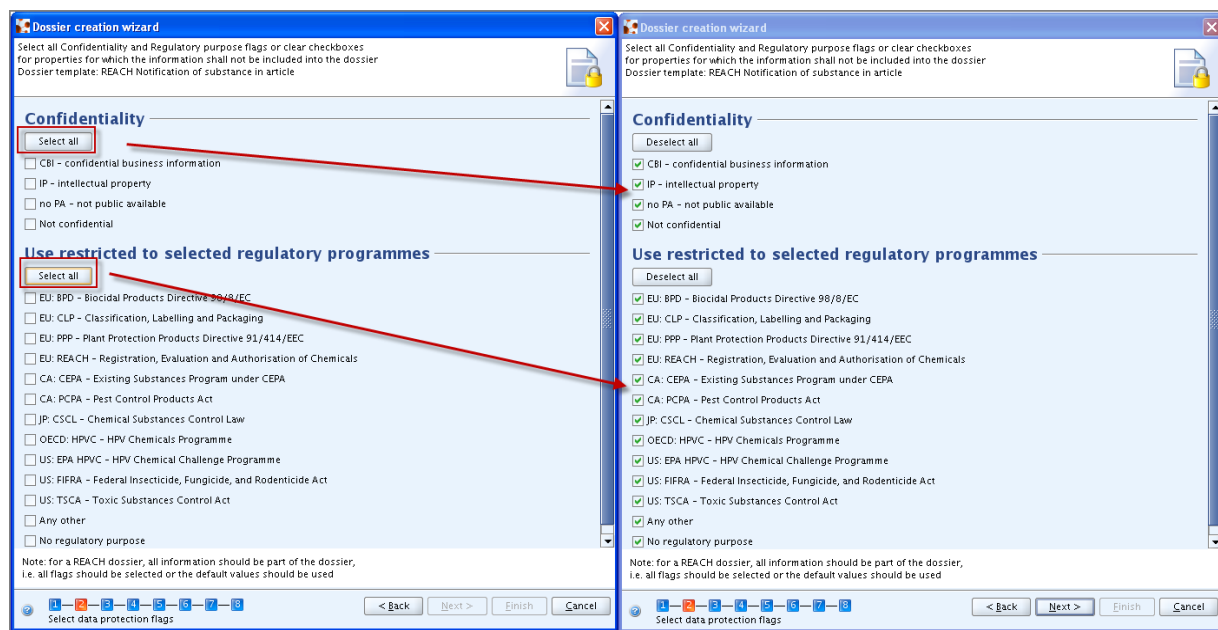 Dossier creation wizard
Select all Confidentiality and Regulatory purpose flags or clear checkboxes
for properties for which the information shall not be included into the dossier
Dossier template: REACH Notification of substance in article
Confidentiality
Select all
CBI - confidential business information
IP - intellectual property
no PA - not public available
Not confidential
Use restricted to selected regulatory programmes
Select all
EU: BPD - Biocidal Products Directive 98/8/EC
EU: CLP - Classification, Labelling and Packaging
EU: PPP - Plant Protection Products Directive 91/414/EEC
EU: REACH - Registration, Evaluation and Authorisation of Chemicals
CA: CEPA - Existing Substances Program under CEPA
CA: PCPA - Pest Control Products Act
JP: CSCL - Chemical Substances Control Law
OECD: HPVC - HPV Chemicals Programme
US: EPA HPVC - HPV Chemical Challenge Programme
US: FIFRA - Federal Insecticide, Fungicide, and Rodenticide Act
US: TSCA - Toxic Substances Control Act
Any other
No regulatory purpose
Note: for a REACH dossier, all information should be part of the dossier,
i.e. all flags should be selected or the default values should be used
1 2 3 4 5 6 7 8
Select data protection flags
< Back Next > Finish Cancel
Dossier creation wizard
Select all Confidentiality and Regulatory purpose flags or clear checkboxes
for properties for which the information shall not be included into the dossier
Dossier template: REACH Notification of substance in article
Confidentiality
Deselect all
CBI - confidential business information
IP - intellectual property
no PA - not public available
Not confidential
Use restricted to selected regulatory programmes
Deselect all
EU: BPD - Biocidal Products Directive 98/8/EC
EU: CLP - Classification, Labelling and Packaging
EU: PPP - Plant Protection Products Directive 91/414/EEC
EU: REACH - Registration, Evaluation and Authorisation of Chemicals
CA: CEPA - Existing Substances Program under CEPA
CA: PCPA - Pest Control Products Act
JP: CSCL - Chemical Substances Control Law
OECD: HPVC - HPV Chemicals Programme
US: EPA HPVC - HPV Chemical Challenge Programme
US: FIFRA - Federal Insecticide, Fungicide, and Rodenticide Act
US: TSCA - Toxic Substances Control Act
Any other
No regulatory purpose
Note: for a REACH dossier, all information should be part of the dossier,
i.e. all flags should be selected or the default values should be used
1 2 3 4 5 6 7 8
Select data protection flags
< Back Next > Finish Cancel